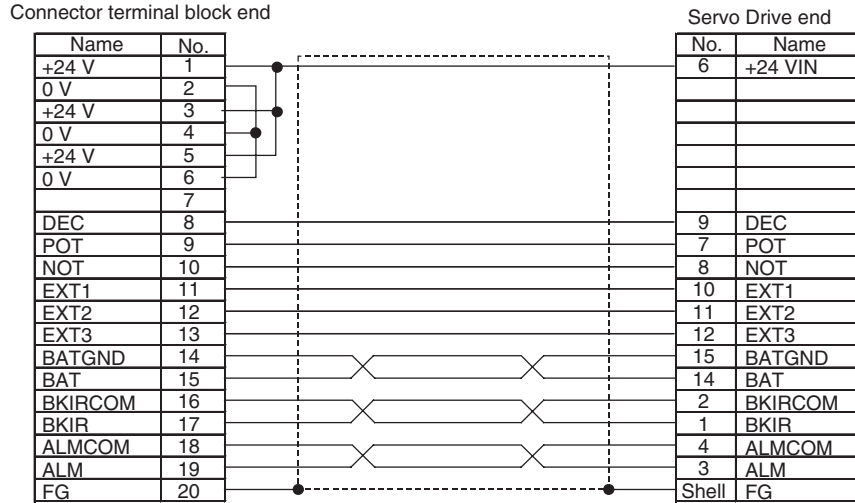 Connector terminal block end
Servo Drive end
Name No. No. Name
+24 V 1 6 +24 VIN
0 V 2
+24 V 3
0 V 4
+24 V 5
0 V 6
7
DEC 8 9 DEC
POT 9 7 POT
NOT 10 8 NOT
EXT1 11 10 EXT1
EXT2 12 11 EXT2
EXT3 13 12 EXT3
BATGND 14 15 BATGND
BAT 15 14 BAT
BKIRCOM 16 2 BKIRCOM
BKIR 17 1 BKIR
ALMCOM 18 4 ALMCOM
ALM 19 3 ALM
FG 20 Shell FG